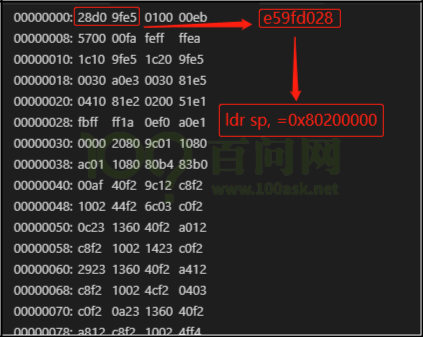 00000000: 28d0 9fe5 0100 00eb e59fd028
00000008: 5700 00fa feff ffea
00000010: 1c10 9fe5 1c20 9fe5
00000018: 0030 a0e3 0030 81e5
00000020: 0410 81e2 0200 51e1
00000028: fbff ff1a 0ef0 a0e1
ldr sp, =0x80200000
00000030: 0000 2080 9c01 1080
00000038: ac01 1080 80b4 83b0
百问网
00000040: 00af 40f2 9c12 c8f2
www.100ask.net
00000048: 1002 44f2 6c03 c0f2
00000050: 0c23 1360 40f2 a012
00000058: c8f2 1002 1423 c0f2
00000060: 2923 1360 40f2 a412
00000068: c8f2 1002 4cf2 0403
00000070: c0f2 0a23 1360 40f2
00000078: a812 c8f2 1002 4ff4